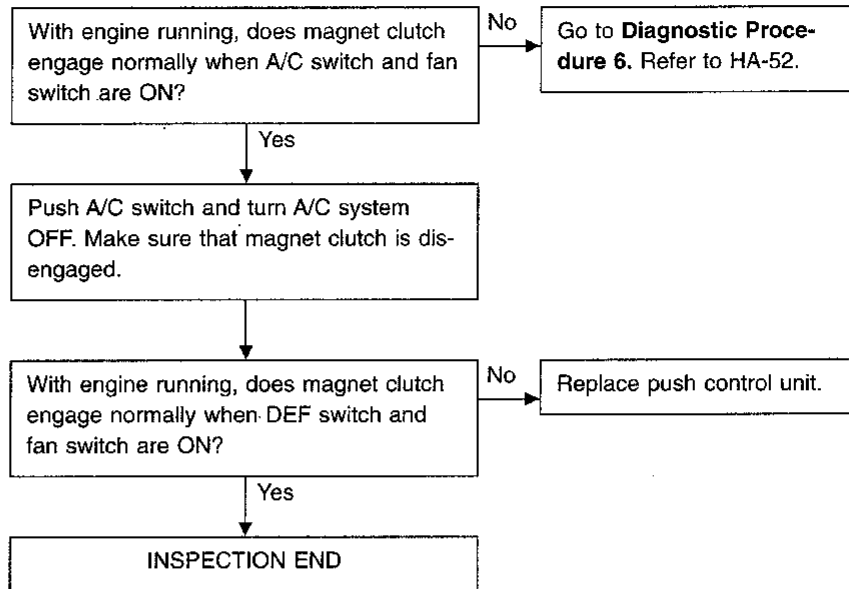 With engine running, does magnet clutch
engage normally when A/C switch and fan
switch are ON?
No
Go to Diagnostic Proce-
dure 6. Refer to HA-52.
Yes
Push A/C switch and turn A/C system
OFF. Make sure that magnet clutch is dis-
engaged.
With engine running, does magnet clutch
engage normally when DEF switch and
fan switch are ON?
No
Replace push control unit.
Yes
INSPECTION END